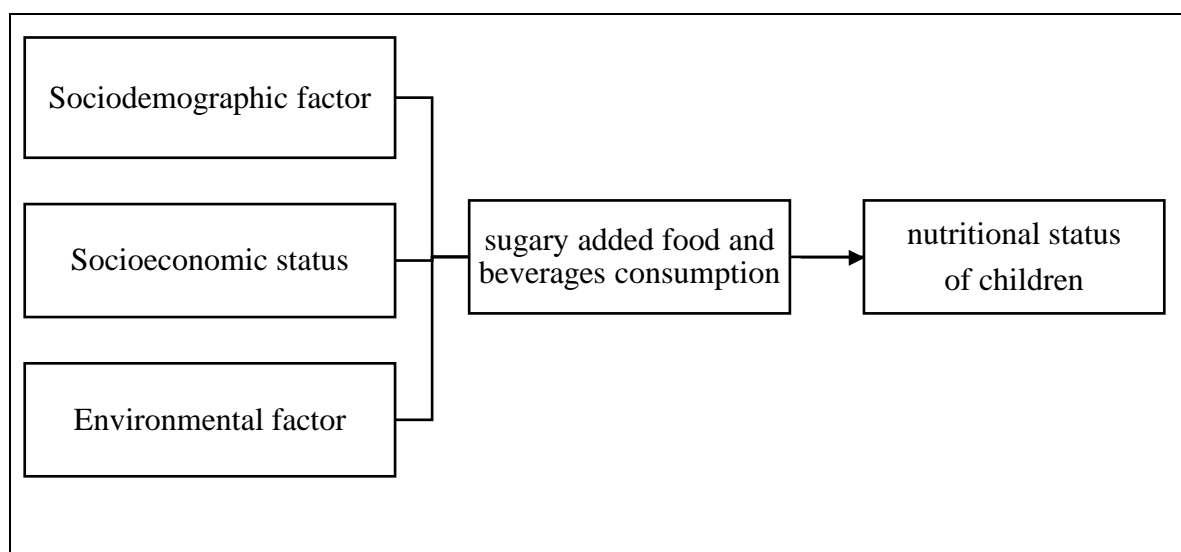 Sociodemographic factor
Socioeconomic status
Environmental factor
sugary added food and
beverages consumption
nutritional status
of children